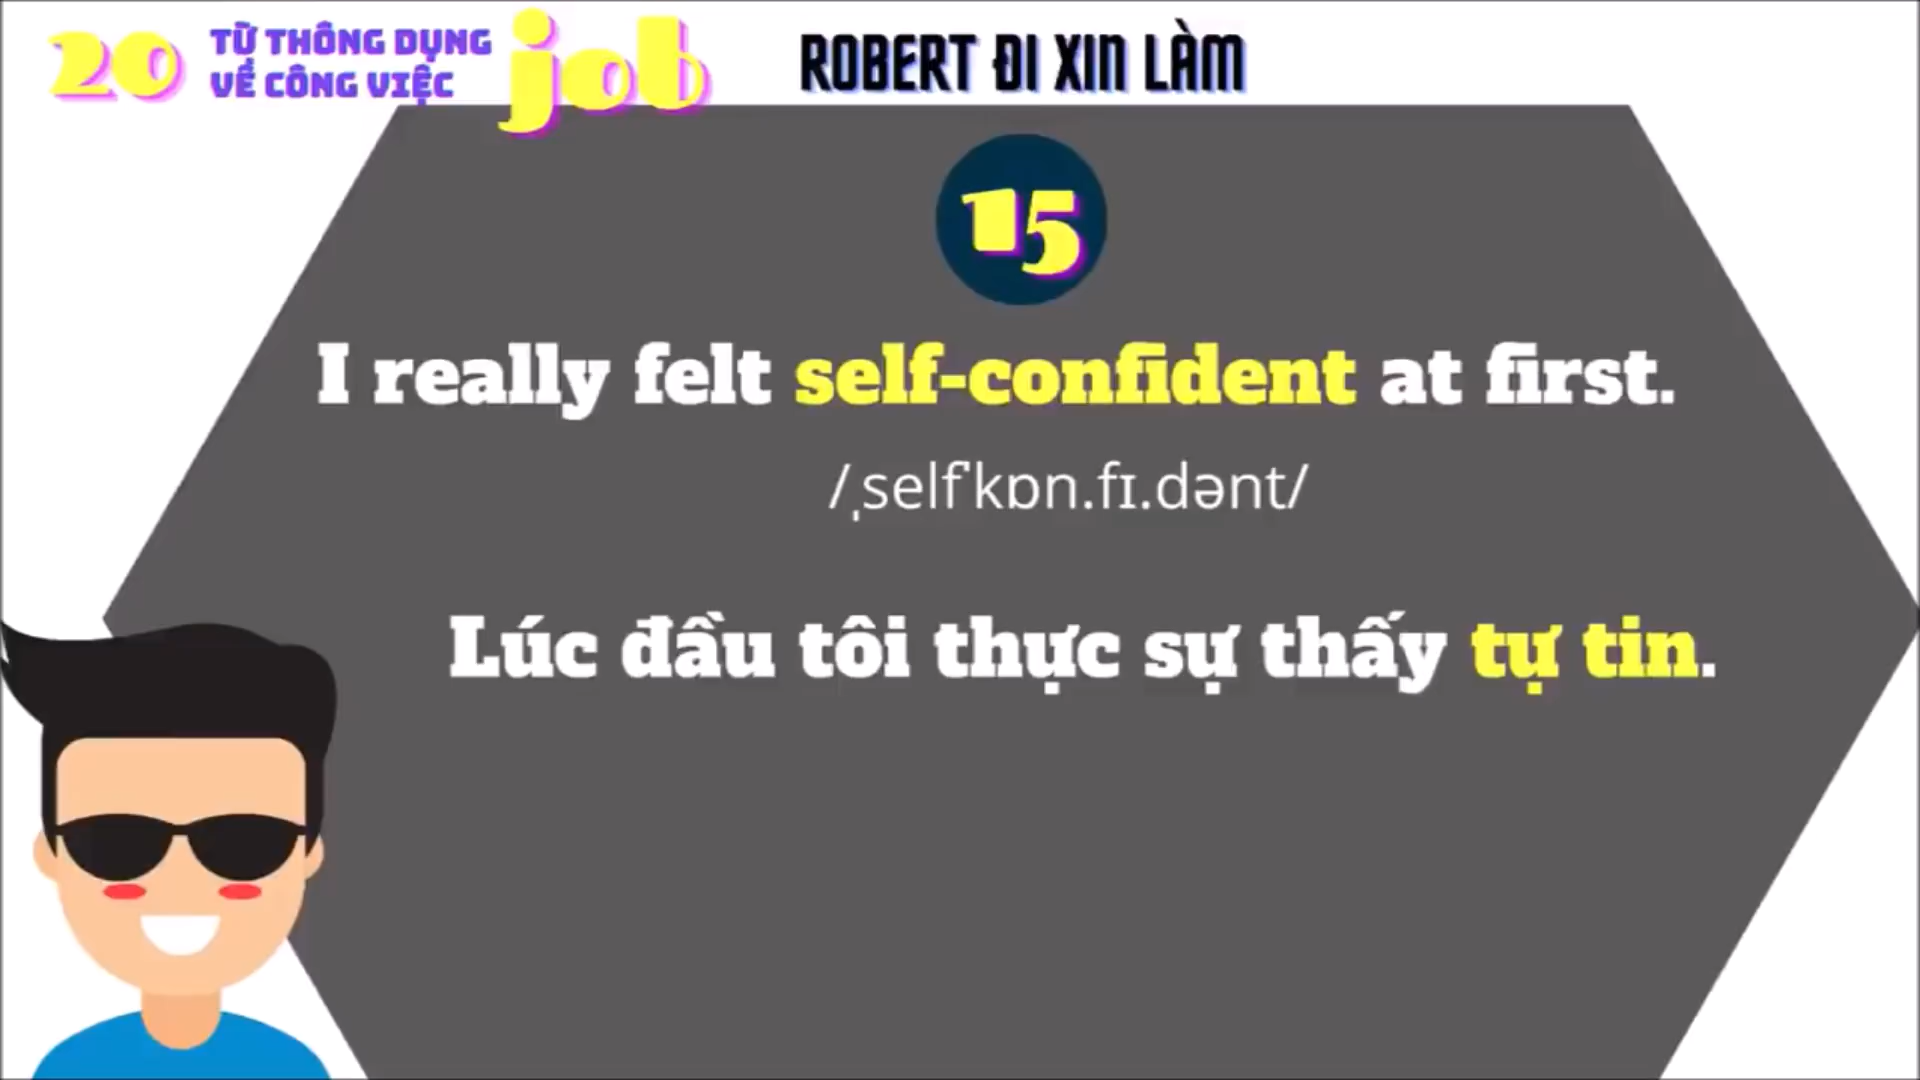 20 TỪ THÔNG DỤNG
VỀ CÔNG VIỆC
job
ROBERT ĐI XIN LÀM
15
I really felt self-confident at first.
/ˌselfˈkɒn.fɪ.dənt/
Lúc đầu tôi thực sự thấy tự tin.